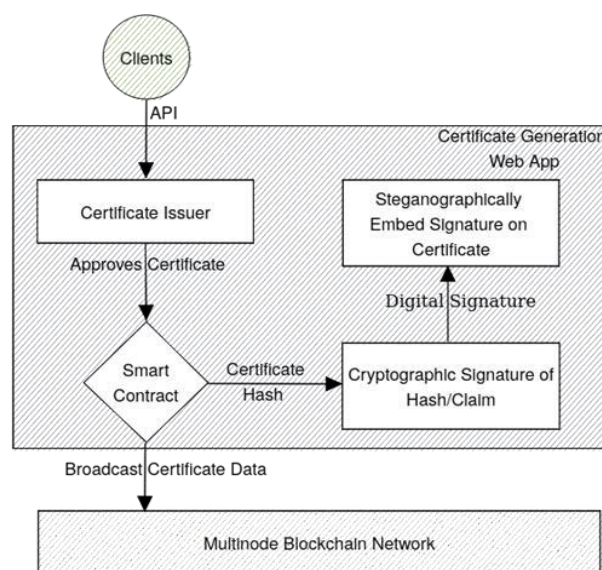 Clients
API
Certificate Generation
Web App
Certificate Issuer
Steganographically
Embed Signature on
Certificate
Approves Certificate
Digital Signature
Smart
Contract
Certificate
Hash
Cryptographic Signature of
Hash/Claim
Broadcast Certificate Data
Multinode Blockchain Network